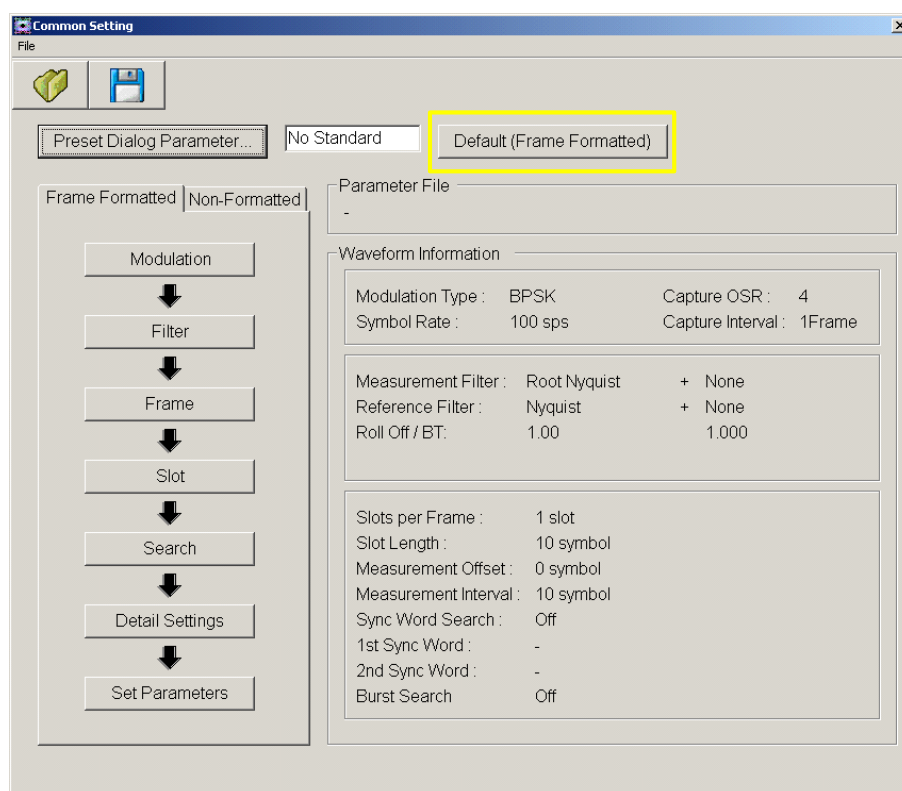 Common Setting
File
Preset Dialog Parameter...
No Standard
Default (Frame Formatted)
Frame Formatted
Non-Formatted
Modulation
Filter
Frame
Slot
Search
Detail Settings
Set Parameters
Parameter File
-
Waveform Information
Modulation Type : BPSK Capture OSR : 4
Symbol Rate : 100 sps Capture Interval : 1Frame
Measurement Filter : Root Nyquist + None
Reference Filter : Nyquist + None
Roll Off / BT: 1.00 1.000
Slots per Frame : 1 slot
Slot Length : 10 symbol
Measurement Offset : 0 symbol
Measurement Interval : 10 symbol
Sync Word Search : Off
1st Sync Word : -
2nd Sync Word : -
Burst Search Off